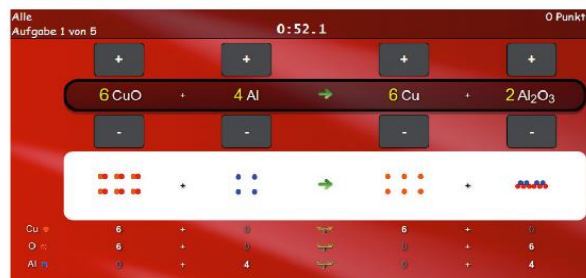 Alle 0 Punkt
Aufgabe 1 von 5 0:52.1
+ + + +
6 CuO + 4 Al → 6 Cu + 2 Al₂O₃
- - - -
+ → +
Cu 6 + 0 6 + 0
O 6 + 0 0 + 6
Al 0 + 4 0 + 4